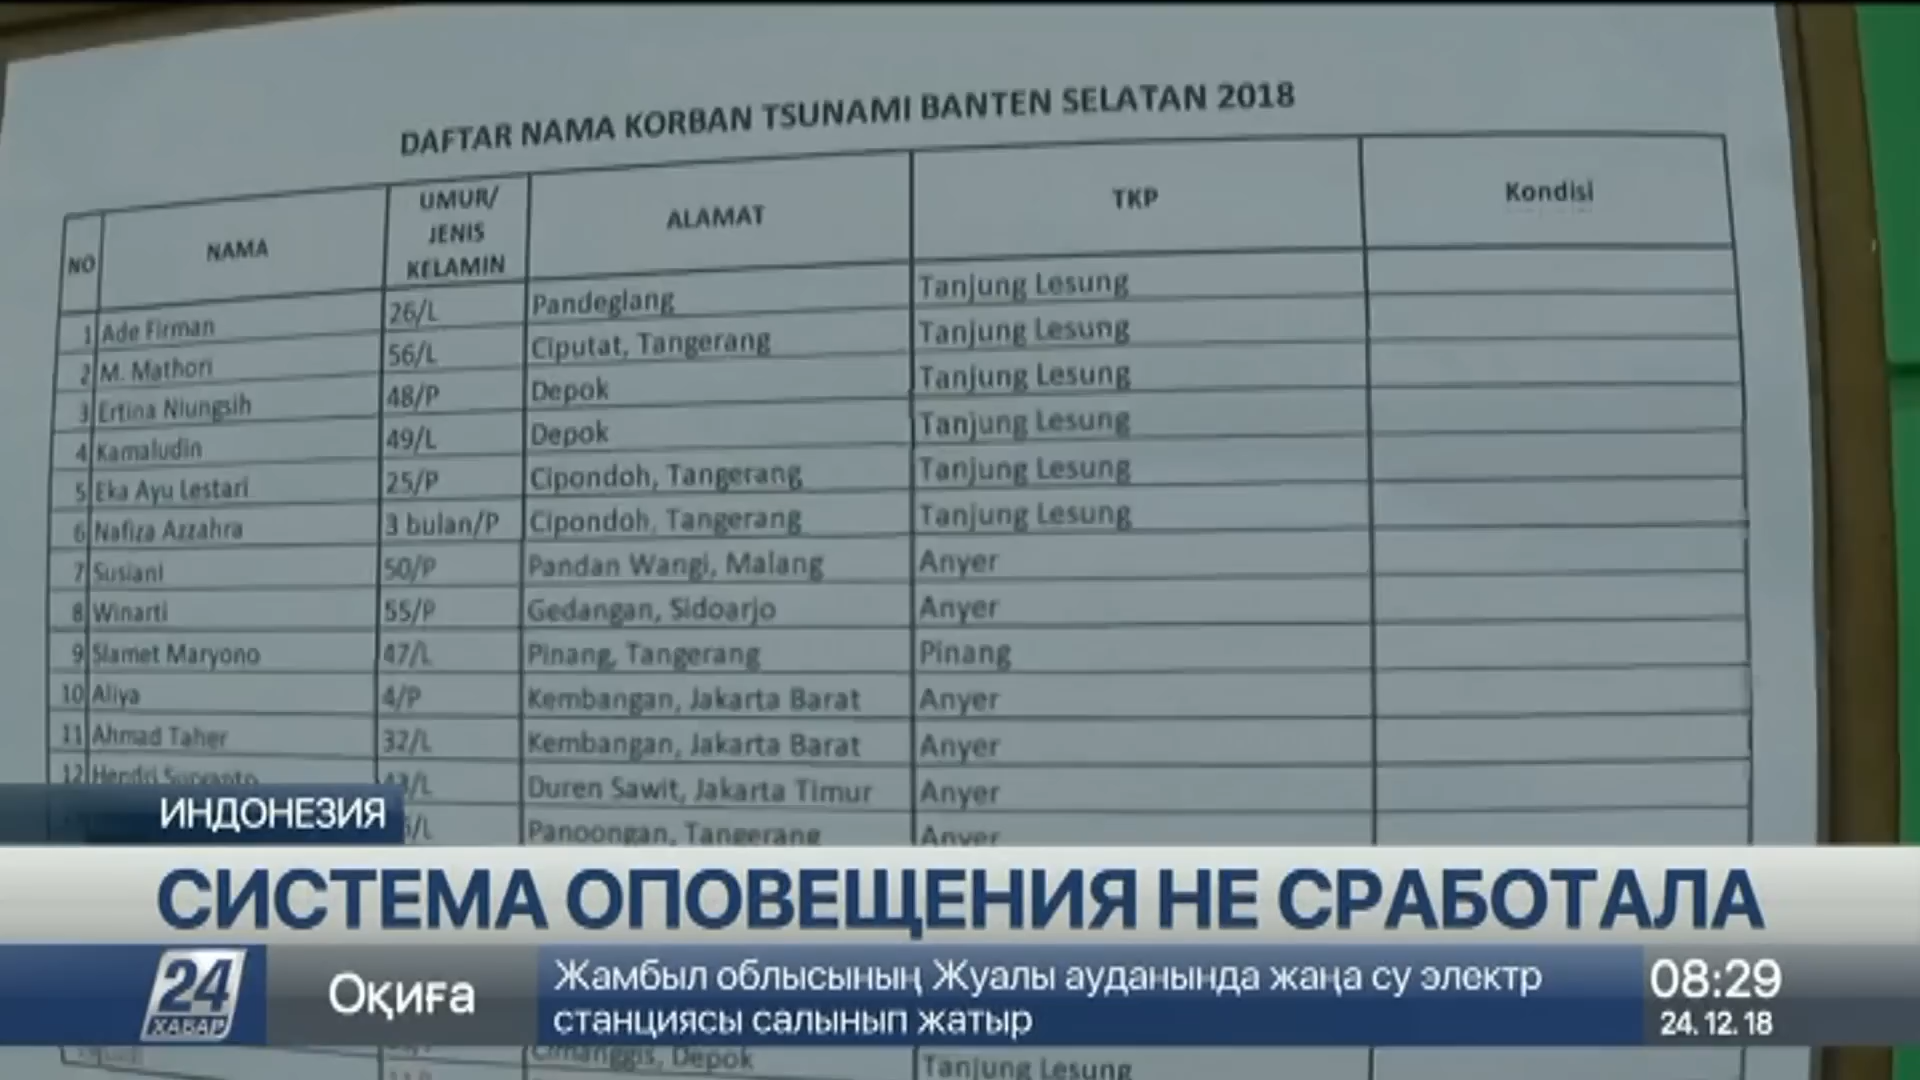 DAFTAR NAMA KORBAN TSUNAMI BANTEN SELATAN 2018
NO NAMA UMUR/ JENIS KELAMIN ALAMAT TKP Kondisi
1 Ade Firman 26/L Pandeglang Tanjung Lesung
2 M. Mathori 56/L Ciputat, Tangerang Tanjung Lesung
3 Ertina Niungsih 48/P Depok Tanjung Lesung
4 Kamaludin 49/L Depok Tanjung Lesung
5 Eka Ayu Lestari 25/P Cipondoh, Tangerang Tanjung Lesung
6 Nafiza Azzahra 3 bulan/P Cipondoh, Tangerang Tanjung Lesung
7 Susiani 50/P Pandan Wangi, Malang Anyer
8 Winarti 55/P Gedangan, Sidoarjo Anyer
9 Slamet Maryono 47/L Pinang, Tangerang Pinang
10 Aliya 4/P Kembangan, Jakarta Barat Anyer
11 Ahmad Taher 32/L Kembangan, Jakarta Barat Anyer
12 Hendri 43/L Duren Sawit, Jakarta Timur Anyer
Panoongan, Tangerang Anyer
ИНДОНЕЗИЯ
СИСТЕМА ОПОВЕЩЕНИЯ НЕ СРАБОТАЛА
24 ХАБАР
Оқиға
Жамбыл облысының Жуалы ауданында жаңа су электр
станциясы салынып жатыр
08:29
24.12.18
Cimanggis, Depok Tanjung Lesung